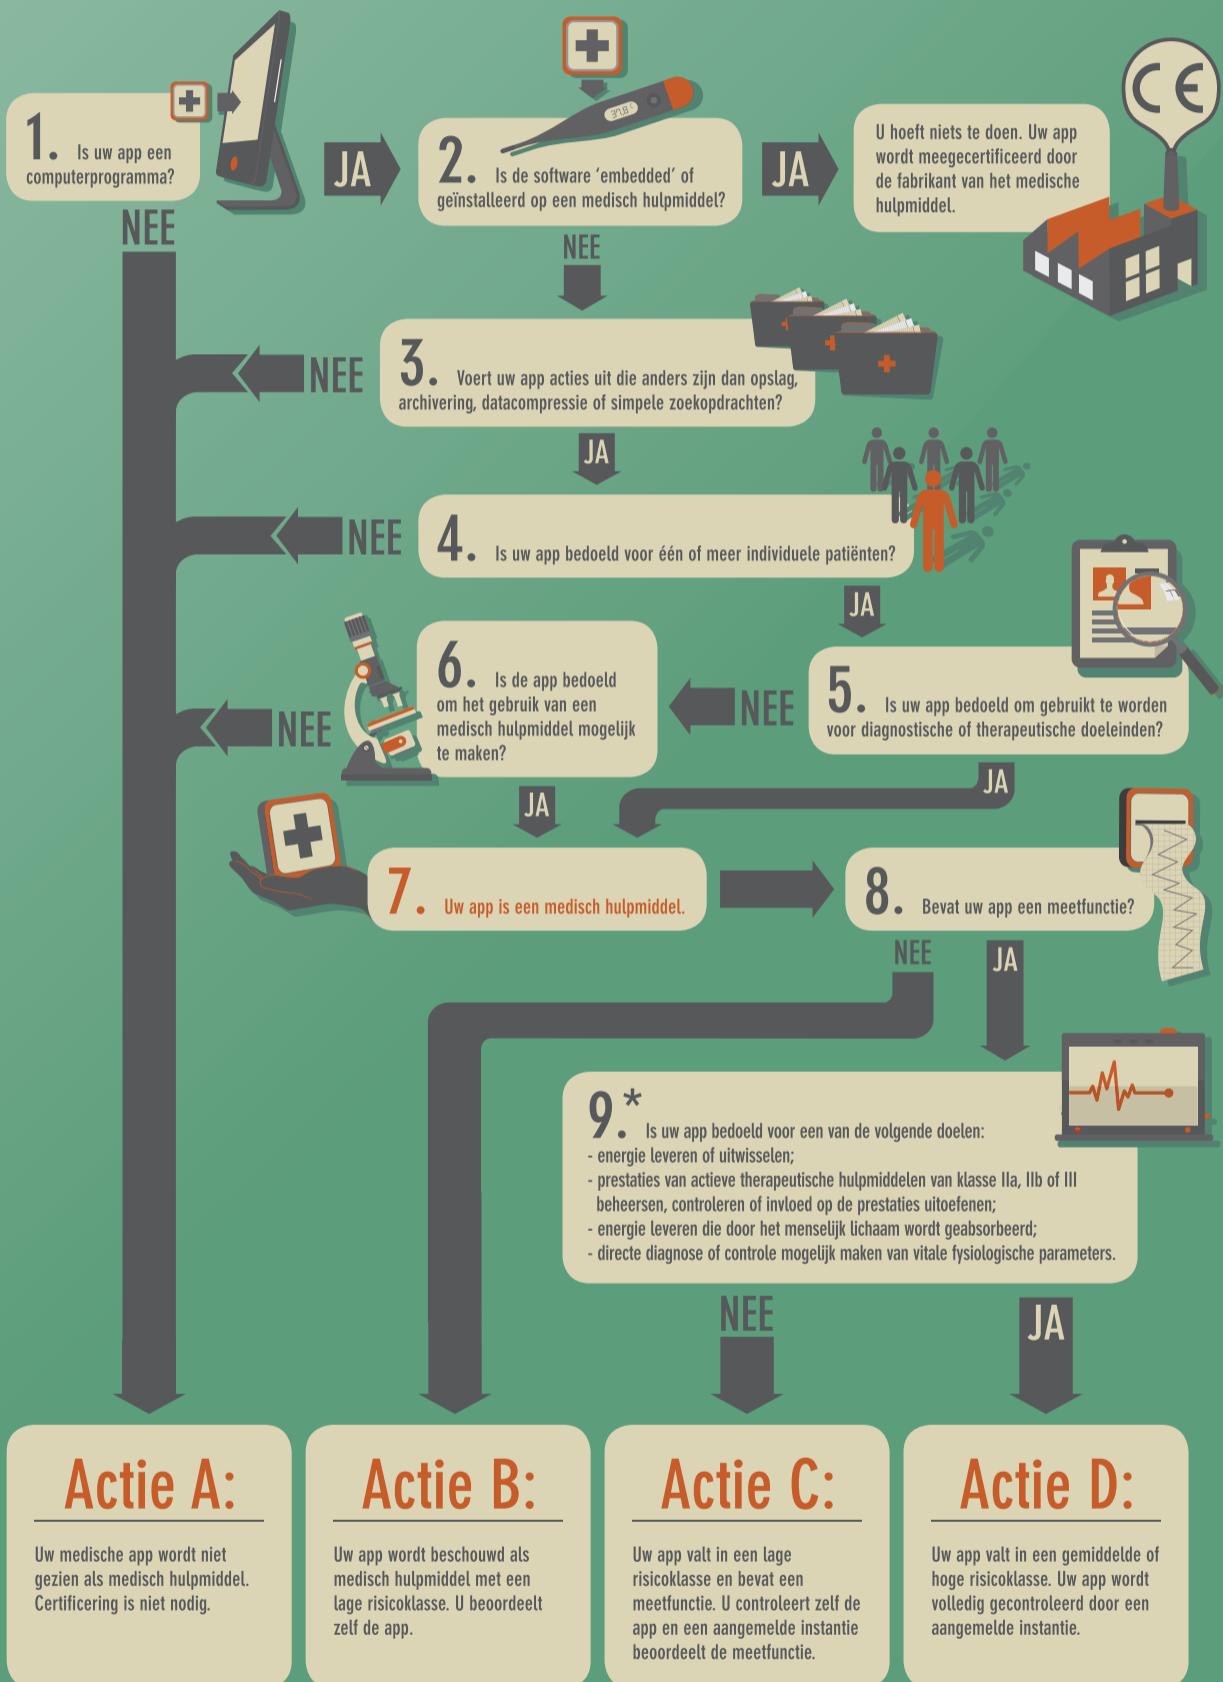 1. Is uw app een
computerprogramma?
JA
2. Is de software ‘embedded’ of
geïnstalleerd op een medisch hulpmiddel?
JA
U hoeft niets te doen. Uw app
wordt meegecertificeerd door
de fabrikant van het medische
hulpmiddel.
CE
NEE
NEE
3. Voert uw app acties uit die anders zijn dan opslag,
archivering, datacompressie of simpele zoekopdrachten?
NEE
JA
4. Is uw app bedoeld voor één of meer individuele patiënten?
NEE
JA
5. Is uw app bedoeld om gebruikt te worden
voor diagnostische of therapeutische doeleinden?
NEE
6. Is de app bedoeld
om het gebruik van een
medisch hulpmiddel mogelijk
te maken?
NEE
JA
JA
7. Uw app is een medisch hulpmiddel.
8. Bevat uw app een meetfunctie?
NEE
JA
9.* Is uw app bedoeld voor een van de volgende doelen:
- energie leveren of uitwisselen;
- prestaties van actieve therapeutische hulpmiddelen van klasse IIa, IIb of III
beheersen, controleren of invloed op de prestaties uitoefenen;
- energie leveren die door het menselijk lichaam wordt geabsorbeerd;
- directe diagnose of controle mogelijk maken van vitale fysiologische parameters.
NEE
JA
Actie A:
Uw medische app wordt niet
gezien als medisch hulpmiddel.
Certificering is niet nodig.
Actie B:
Uw app wordt beschouwd als
medisch hulpmiddel met een
lage risicoklasse. U beoordeelt
zelf de app.
Actie C:
Uw app valt in een lage
risicoklasse en bevat een
meetfunctie. U controleert zelf de
app en een aangemelde instantie
beoordeelt de meetfunctie.
Actie D:
Uw app valt in een gemiddelde of
hoge risicoklasse. Uw app wordt
volledig gecontroleerd door een
aangemelde instantie.